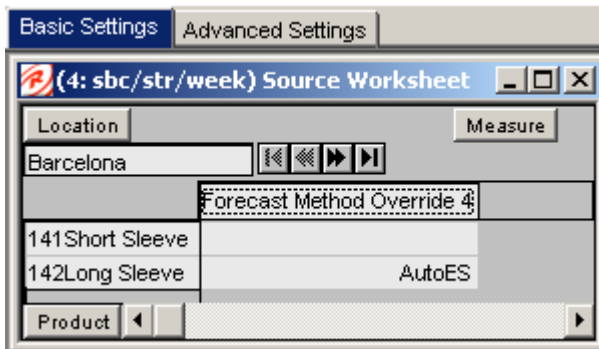 Basic Settings Advanced Settings
(4: sbc/str/week) Source Worksheet
Location Measure
Barcelona
Forecast Method Override 4
141Short Sleeve
142Long Sleeve AutoES
Product